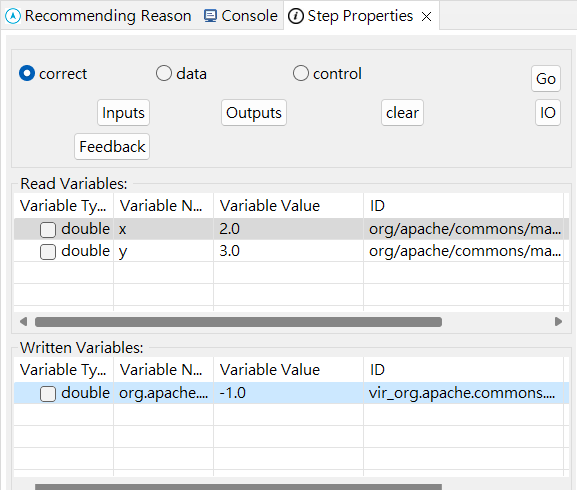 Recommending Reason Console Step Properties
correct data control
Go
Inputs Outputs clear IO
Feedback
Read Variables:
Variable Ty... Variable N... Variable Value ID
double x 2.0 org/apache/commons/ma...
double y 3.0 org/apache/commons/ma...
Written Variables:
Variable Ty... Variable N... Variable Value ID
double org.apache.... -1.0 vir_org.apache.commons....